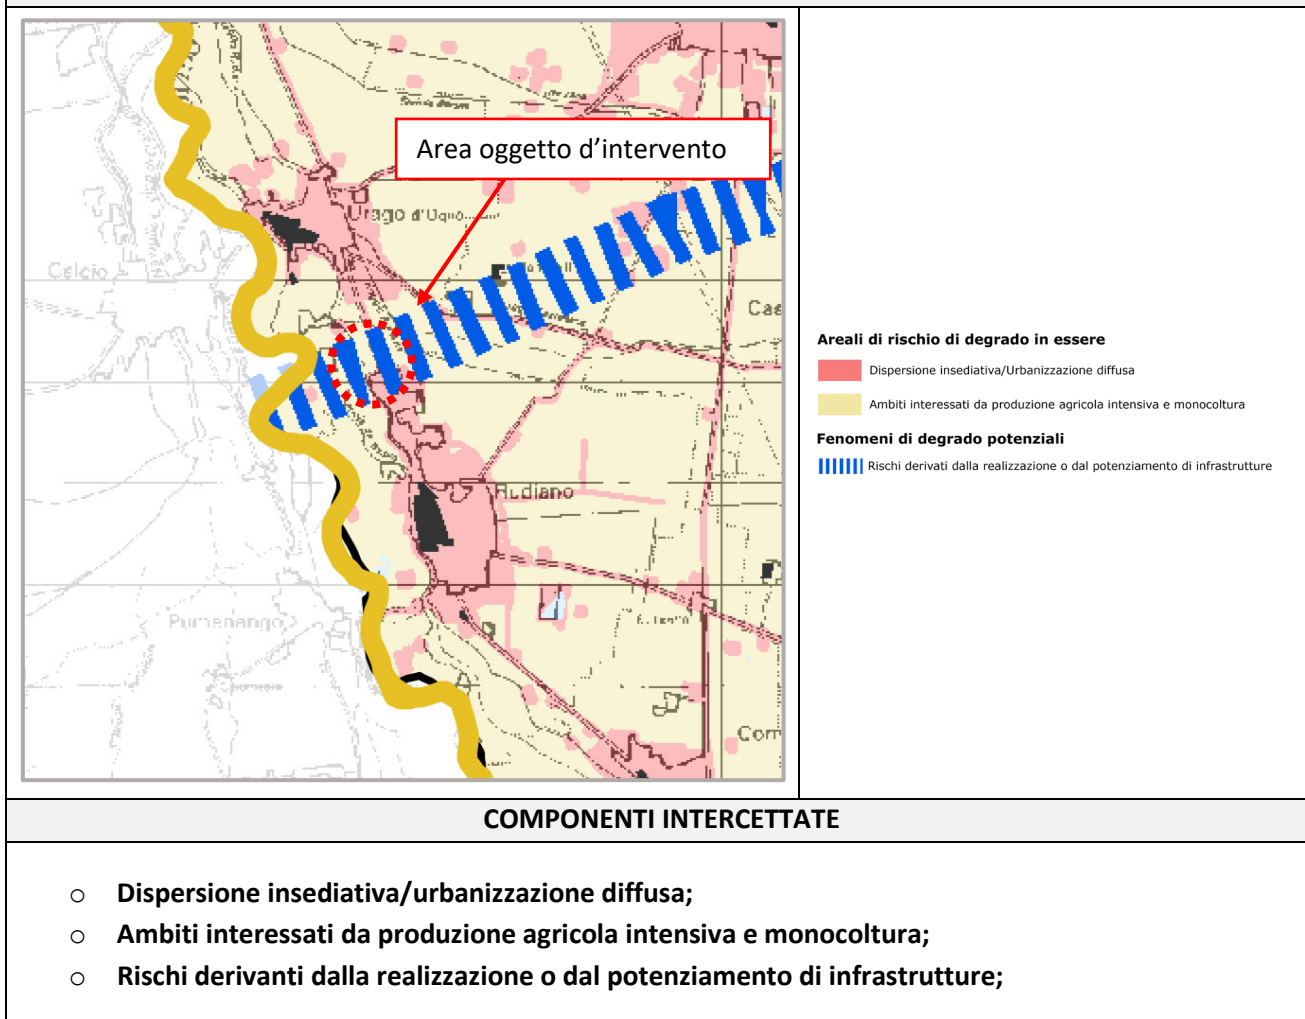 Area oggetto d'intervento
Urago d'Oglio
Calcio
Cas
Rudiano
Pumenengo
Com
Areali di rischio di degrado in essere
Dispersione insediativa/Urbanizzazione diffusa
Ambiti interessati da produzione agricola intensiva e monocoltura
Fenomeni di degrado potenziali
Rischi derivati dalla realizzazione o dal potenziamento di infrastrutture
COMPONENTI INTERCETTATE
○ Dispersione insediativa/urbanizzazione diffusa;
○ Ambiti interessati da produzione agricola intensiva e monocoltura;
○ Rischi derivanti dalla realizzazione o dal potenziamento di infrastrutture;